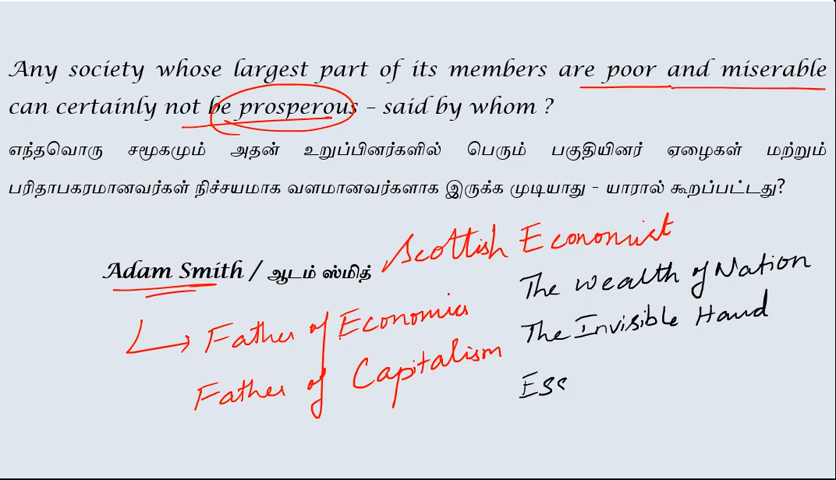 Any society whose largest part of its members are poor and miserable
can certainly not be prosperous – said by whom ?
எந்தவொரு சமூகமும் அதன் உறுப்பினர்களில் பெரும் பகுதியினர் ஏழைகள் மற்றும்
பரிதாபகரமானவர்கள் நிச்சயமாக வளமானவர்களாக இருக்க முடியாது – யாரால் கூறப்பட்டது?
Adam Smith / ஆடம் ஸ்மித்
Scottish Economist
Father of Economics
Father of Capitalism
The Wealth of Nation
The Invisible Hand
Ess